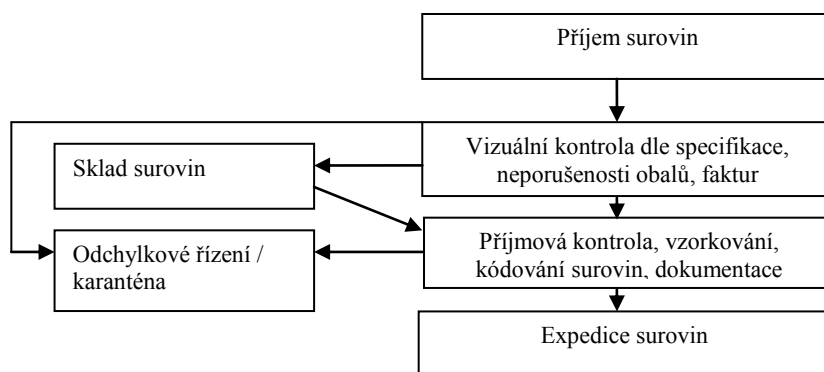 Příjem surovin
Vizuální kontrola dle specifikace,
neporušenosti obalů, faktur
Sklad surovin
Příjmová kontrola, vzorkování,
kódování surovin, dokumentace
Odchylkové řízení /
karanténa
Expedice surovin